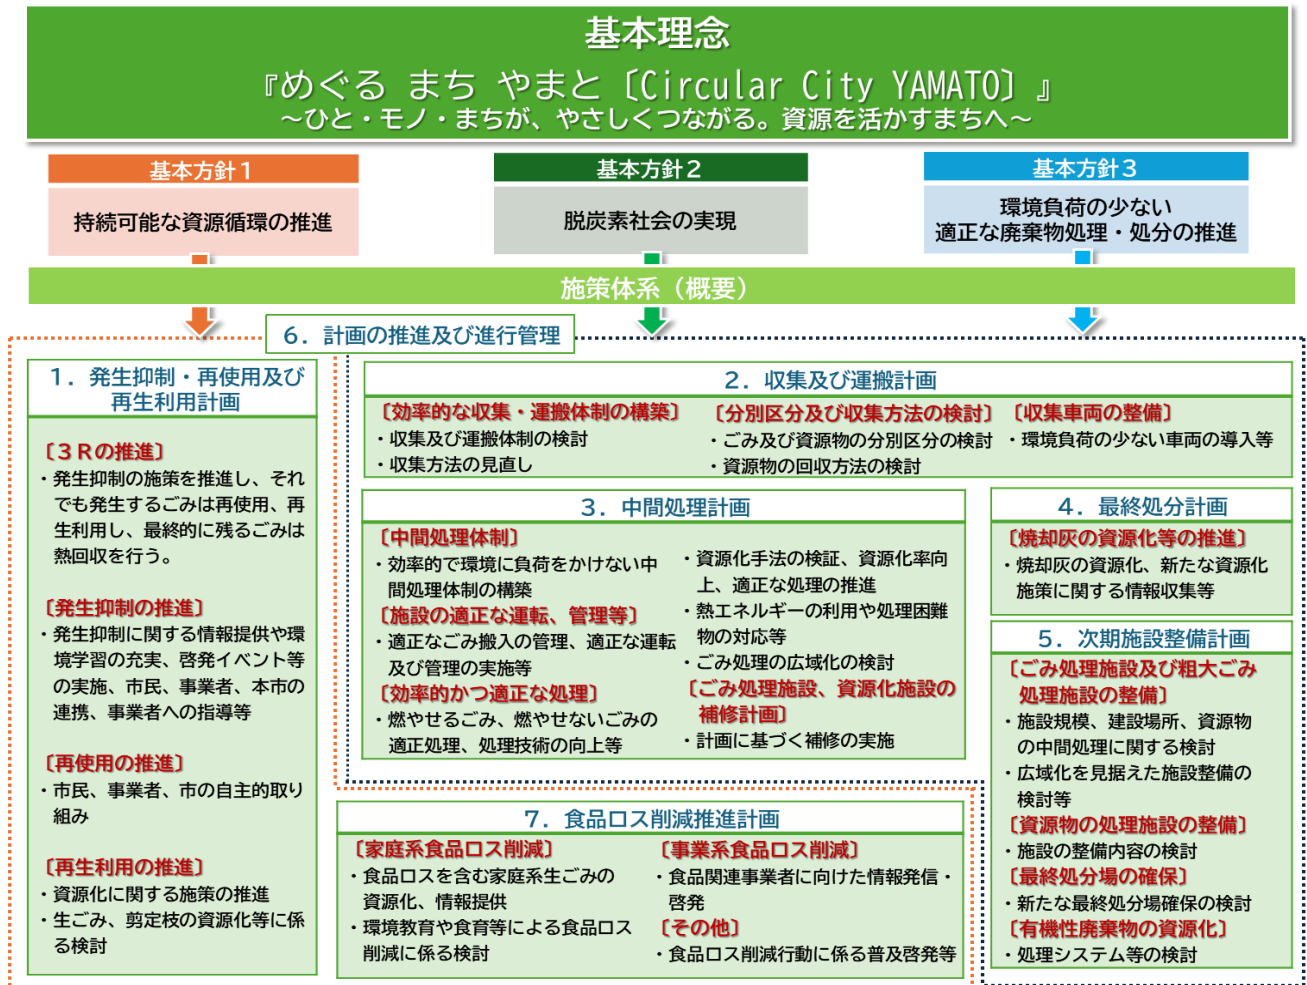 基本理念
『めぐる まち やまと〔Circular City YAMATO〕』
～ひと・モノ・まちが、やさしくつながる。資源を活かすまちへ～
基本方針１
持続可能な資源循環の推進
基本方針２
脱炭素社会の実現
基本方針３
環境負荷の少ない
適正な廃棄物処理・処分の推進
施策体系（概要）
６．計画の推進及び進行管理
１．発生抑制・再使用及び
再生利用計画
〔３Ｒの推進〕
・発生抑制の施策を推進し、それ
でも発生するごみは再使用、再
生利用し、最終的に残るごみは
熱回収を行う。
〔発生抑制の推進〕
・発生抑制に関する情報提供や環
境学習の充実、啓発イベント等
の実施、市民、事業者、本市の
連携、事業者への指導等
〔再使用の推進〕
・市民、事業者、市の自主的取り
組み
〔再生利用の推進〕
・資源化に関する施策の推進
・生ごみ、剪定枝の資源化等に係
る検討
２．収集及び運搬計画
〔効率的な収集・運搬体制の構築〕
・収集及び運搬体制の検討
・収集方法の見直し
〔分別区分及び収集方法の検討〕
・ごみ及び資源物の分別区分の検討
・資源物の回収方法の検討
〔収集車両の整備〕
・環境負荷の少ない車両の導入等
３．中間処理計画
〔中間処理体制〕
・効率的で環境に負荷をかけない中
間処理体制の構築
〔施設の適正な運転、管理等〕
・適正なごみ搬入の管理、適正な運転
及び管理の実施等
〔効率的かつ適正な処理〕
・燃やせるごみ、燃やせないごみの
適正処理、処理技術の向上等
・資源化手法の検証、資源化率向
上、適正な処理の推進
・熱エネルギーの利用や処理困難
物の対応等
・ごみ処理の広域化の検討
〔ごみ処理施設、資源化施設の
補修計画〕
・計画に基づく補修の実施
４．最終処分計画
〔焼却灰の資源化等の推進〕
・焼却灰の資源化、新たな資源化
施策に関する情報収集等
５．次期施設整備計画
〔ごみ処理施設及び粗大ごみ
処理施設の整備〕
・施設規模、建設場所、資源物
の中間処理に関する検討
・広域化を見据えた施設整備の
検討等
〔資源物の処理施設の整備〕
・施設の整備内容の検討
〔最終処分場の確保〕
・新たな最終処分場確保の検討
〔有機性廃棄物の資源化〕
・処理システム等の検討
７．食品ロス削減推進計画
〔家庭系食品ロス削減〕
・食品ロスを含む家庭系生ごみの
資源化、情報提供
・環境教育や食育等による食品ロス
削減に係る検討
〔事業系食品ロス削減〕
・食品関連事業者に向けた情報発信・
啓発
〔その他〕
・食品ロス削減行動に係る普及啓発等